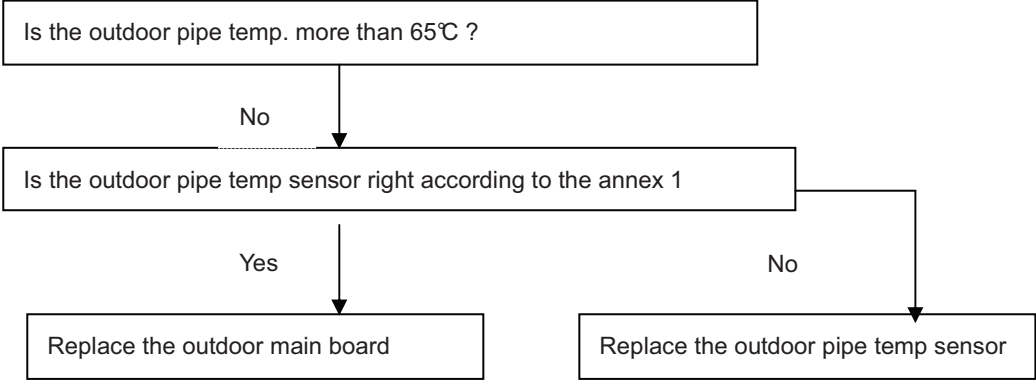 Is the outdoor pipe temp. more than 65℃ ?
No
Is the outdoor pipe temp sensor right according to the annex 1
Yes
No
Replace the outdoor main board
Replace the outdoor pipe temp sensor